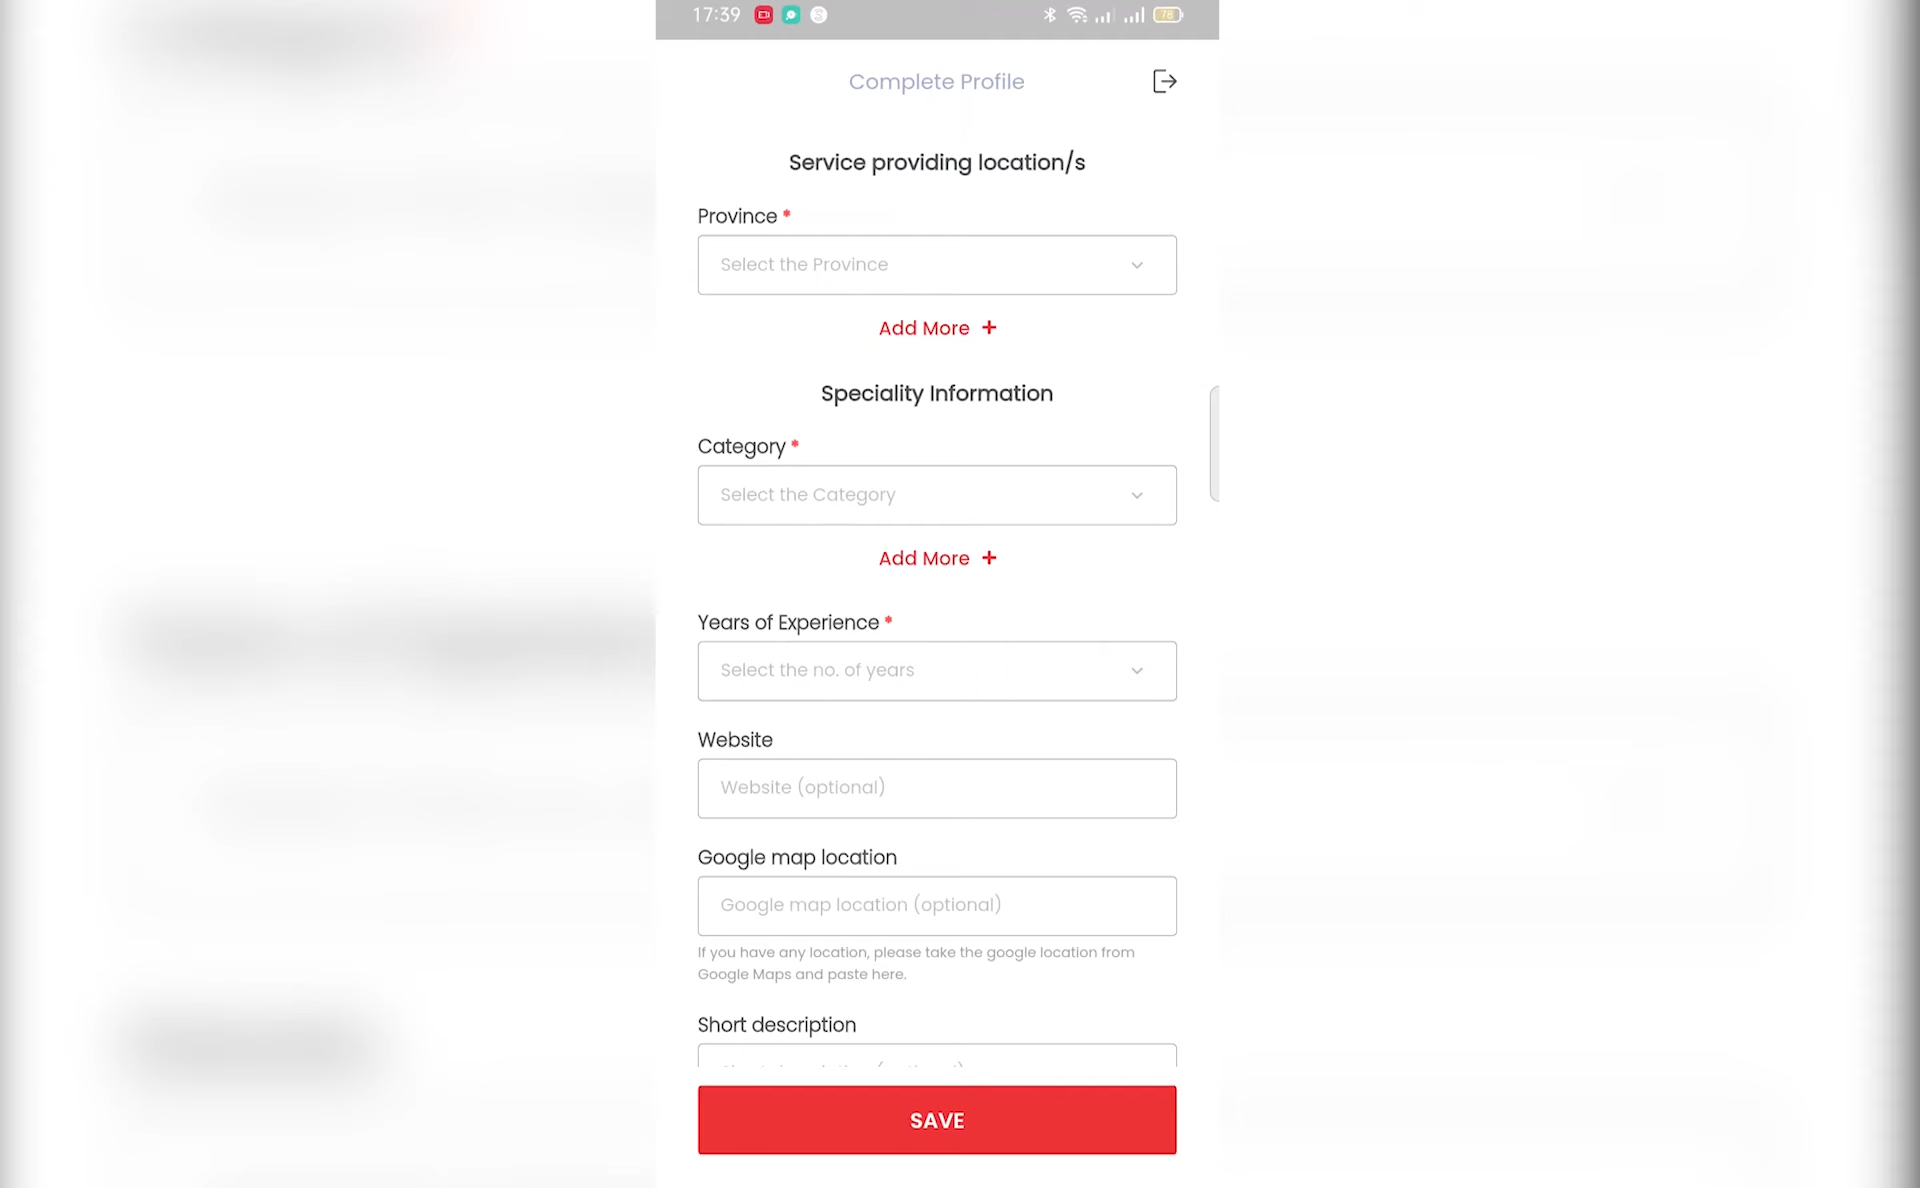 17:39
78
Complete Profile
Service providing location/s
Province *
Select the Province
Add More +
Speciality Information
Category *
Select the Category
Add More +
Years of Experience *
Select the no. of years
Website
Website (optional)
Google map location
Google map location (optional)
If you have any location, please take the google location from
Google Maps and paste here.
Short description
SAVE